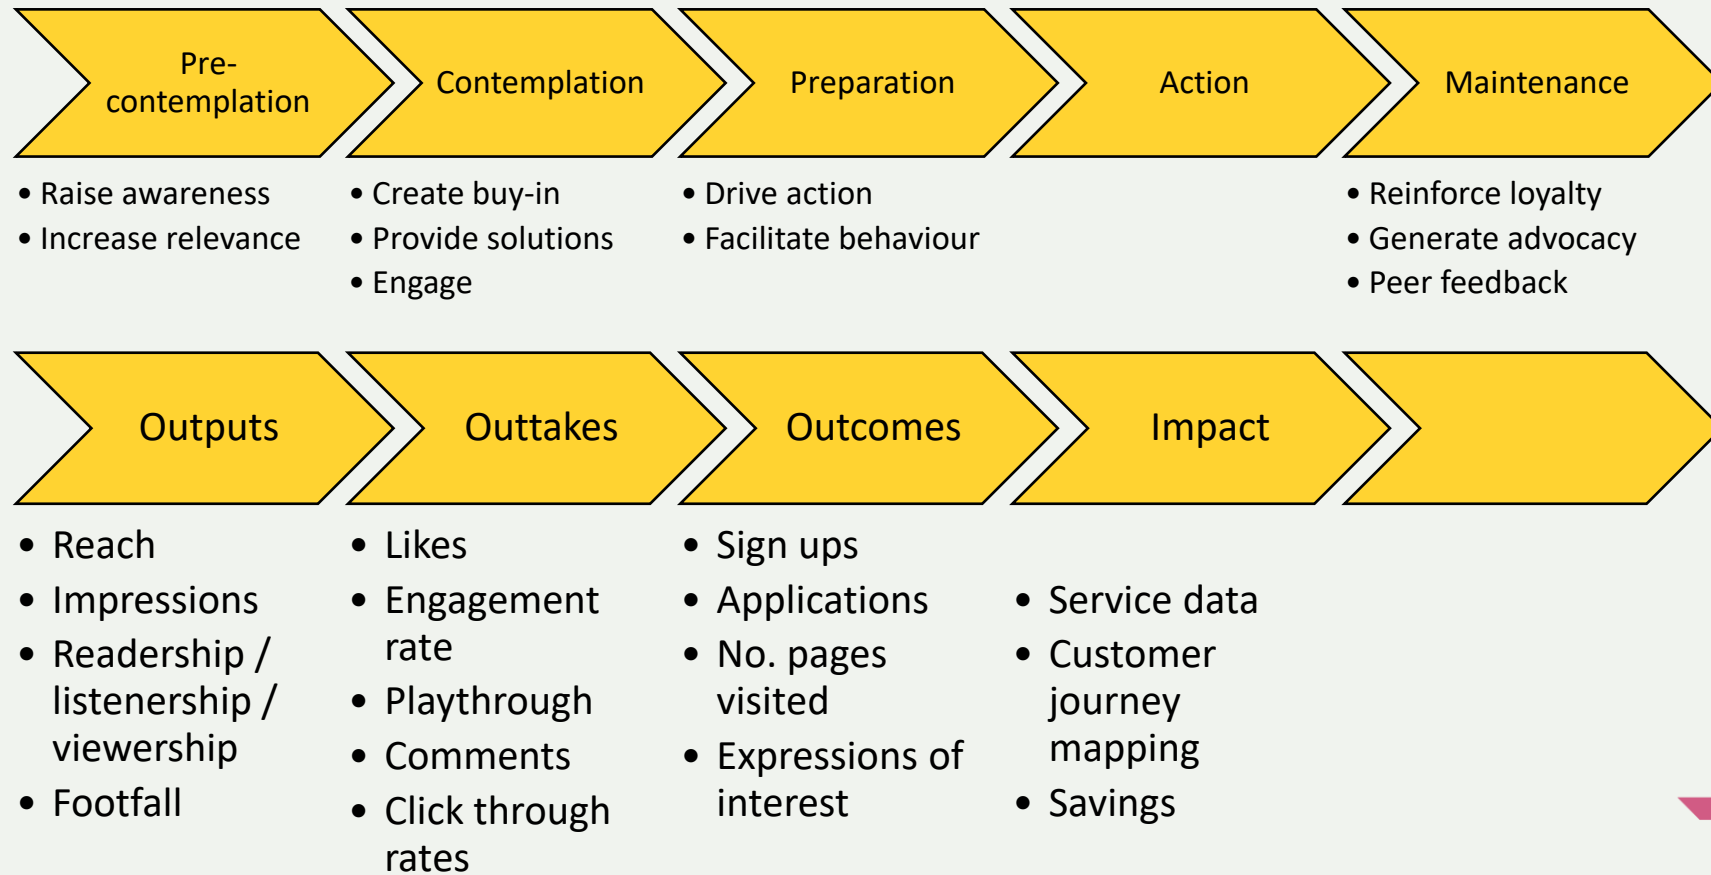 Pre-
contemplation
Contemplation
Preparation
Action
Maintenance
• Raise awareness
• Increase relevance
• Create buy-in
• Provide solutions
• Engage
• Drive action
• Facilitate behaviour
• Reinforce loyalty
• Generate advocacy
• Peer feedback
Outputs
Outtakes
Outcomes
Impact
• Reach
• Impressions
• Readership /
listenership /
viewership
• Footfall
• Likes
• Engagement
rate
• Playthrough
• Comments
• Click through
rates
• Sign ups
• Applications
• No. pages
visited
• Expressions of
interest
• Service data
• Customer
journey
mapping
• Savings